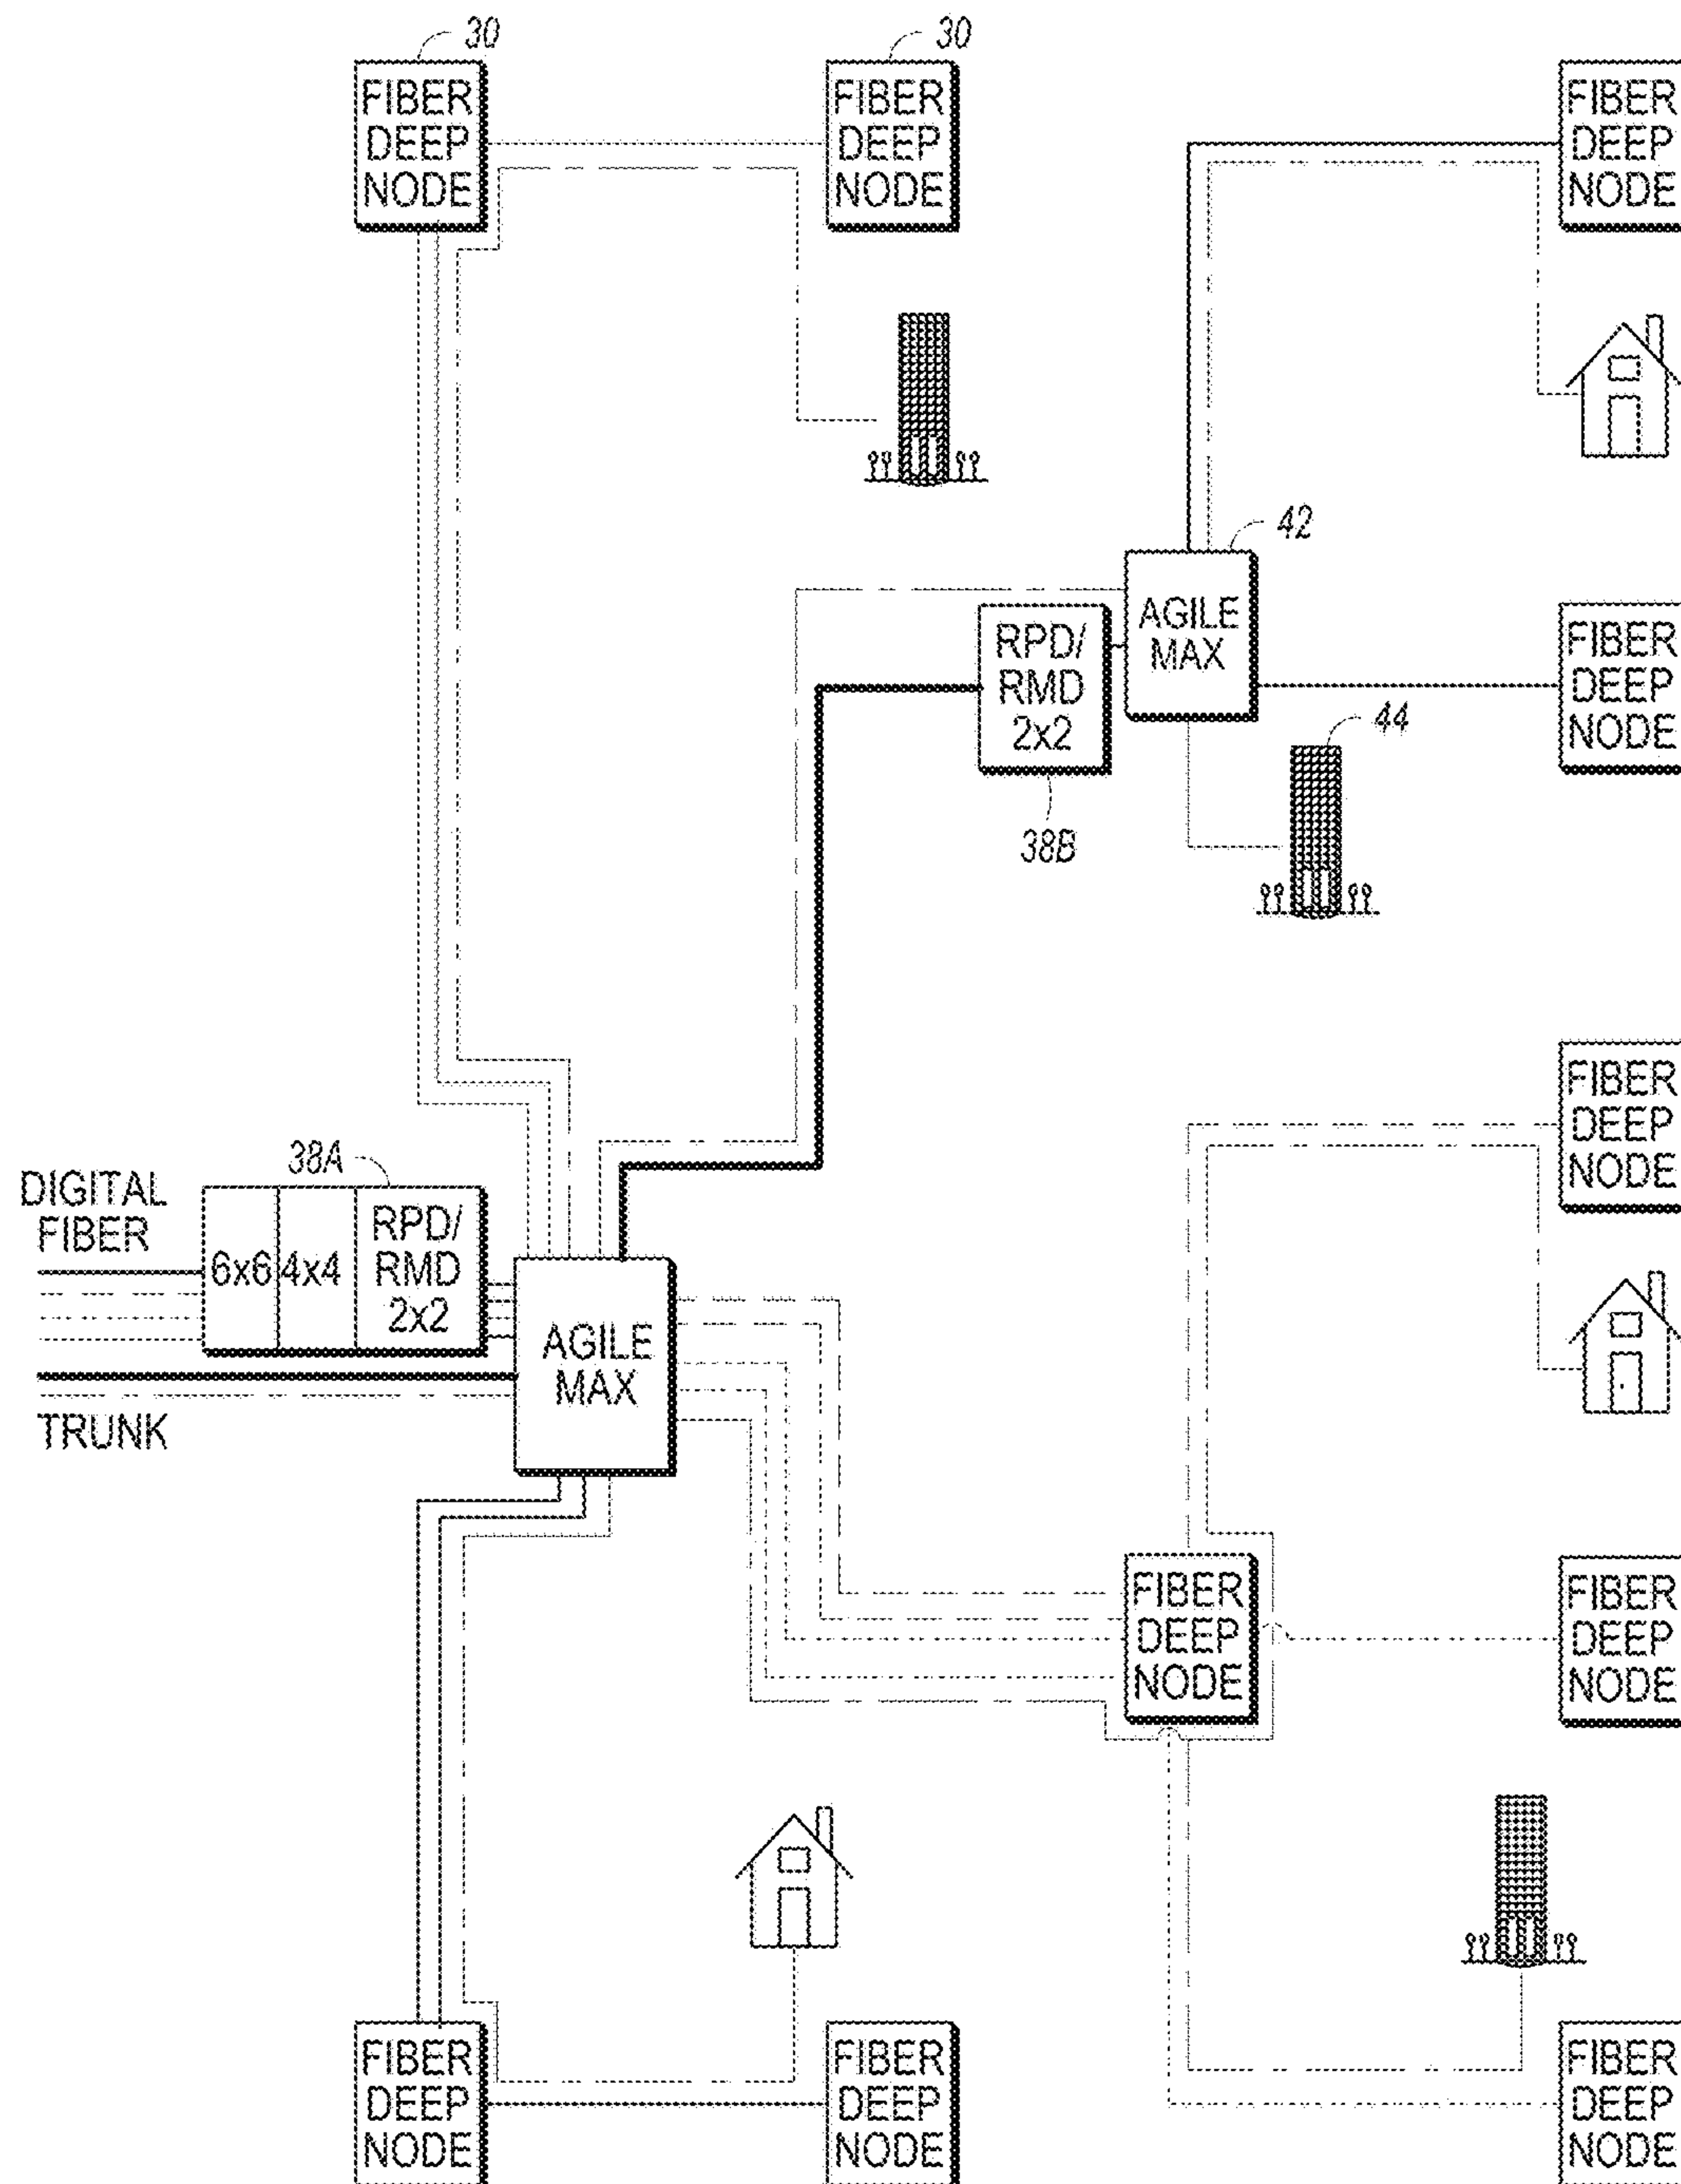 30
30
FIBER
DEEP
NODE
FIBER
DEEP
NODE
FIBER
DEEP
NODE
42
AGILE
MAX
RPD/
RMD
2x2
38B
FIBER
DEEP
NODE
44
FIBER
DEEP
NODE
38A
DIGITAL
FIBER
6x6
4x4
RPD/
RMD
2x2
AGILE
MAX
TRUNK
FIBER
DEEP
NODE
FIBER
DEEP
NODE
FIBER
DEEP
NODE
FIBER
DEEP
NODE
FIBER
DEEP
NODE